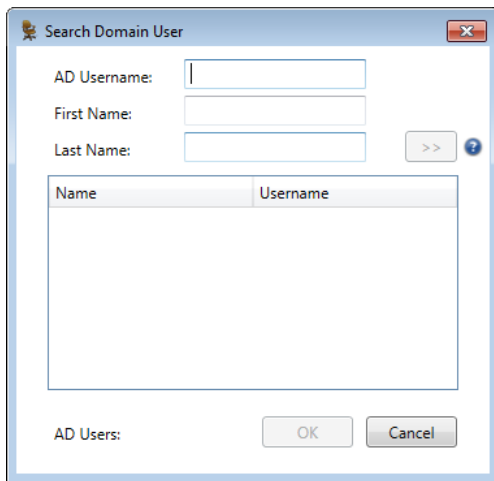 Search Domain User
AD Username:
First Name:
Last Name:
>>
?
Name Username
AD Users:
OK Cancel